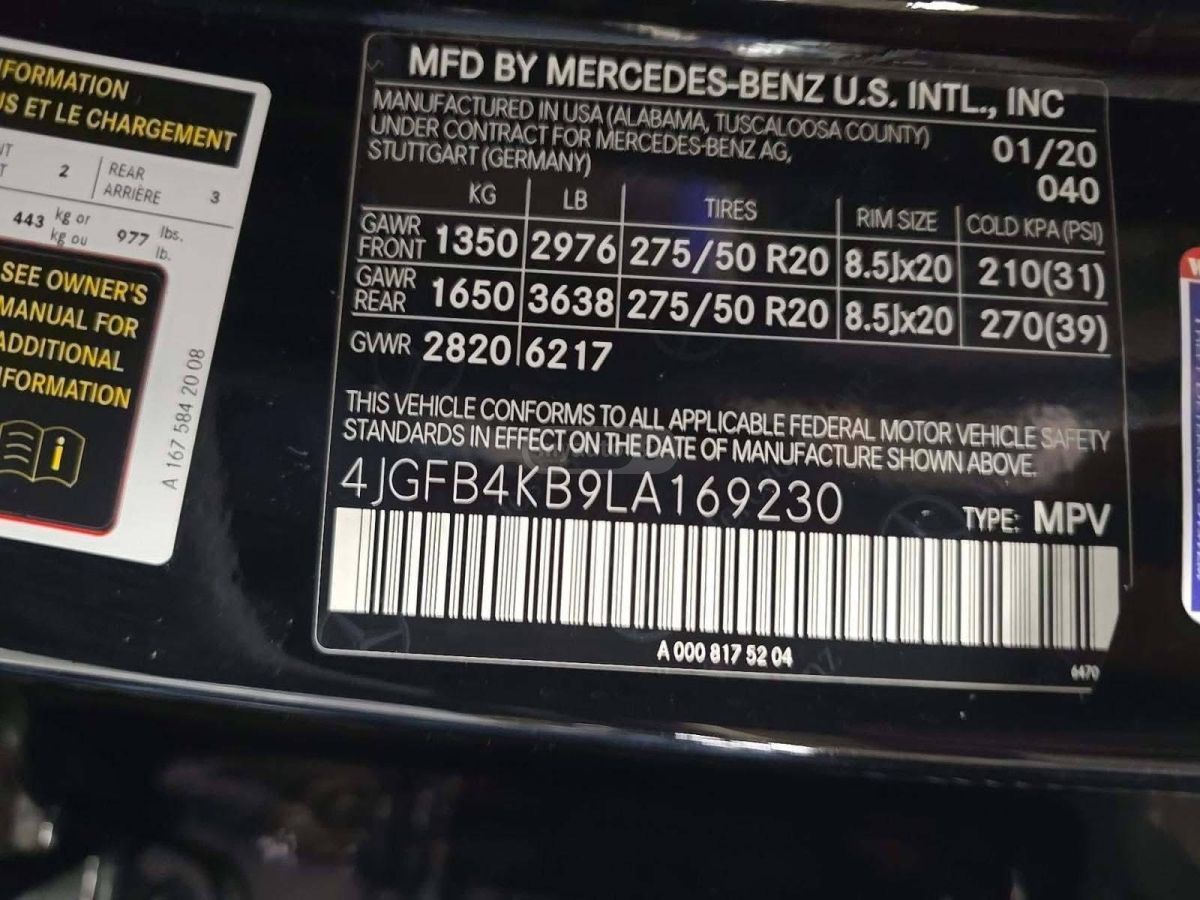 FORMATION
US ET LE CHARGEMENT
2 REAR
ARRIÈRE 3
443 kg or
kg ou 977 lbs.
lb.
SEE OWNER'S
MANUAL FOR
ADDITIONAL
FORMATION
i
A 167 584 20 08
MFD BY MERCEDES-BENZ U.S. INTL., INC
MANUFACTURED IN USA (ALABAMA, TUSCALOOSA COUNTY)
UNDER CONTRACT FOR MERCEDES-BENZ AG,
STUTTGART (GERMANY)
01/20
040
KG LB TIRES RIM SIZE COLD KPA (PSI)
GAWR
FRONT 1350 2976 275/50 R20 8.5Jx20 210(31)
GAWR
REAR 1650 3638 275/50 R20 8.5Jx20 270(39)
GVWR 2820 6217
THIS VEHICLE CONFORMS TO ALL APPLICABLE FEDERAL MOTOR VEHICLE SAFETY
STANDARDS IN EFFECT ON THE DATE OF MANUFACTURE SHOWN ABOVE.
4JGFB4KB9LA169230
TYPE: MPV
A 000 817 52 04
6470